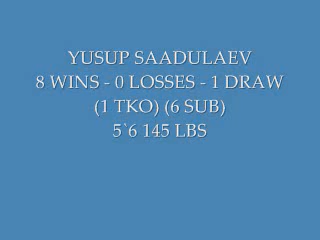 YUSUP SAADULAEV
8 WINS - 0 LOSSES - 1 DRAW
(1 TKO) (6 SUB)
5`6 145 LBS